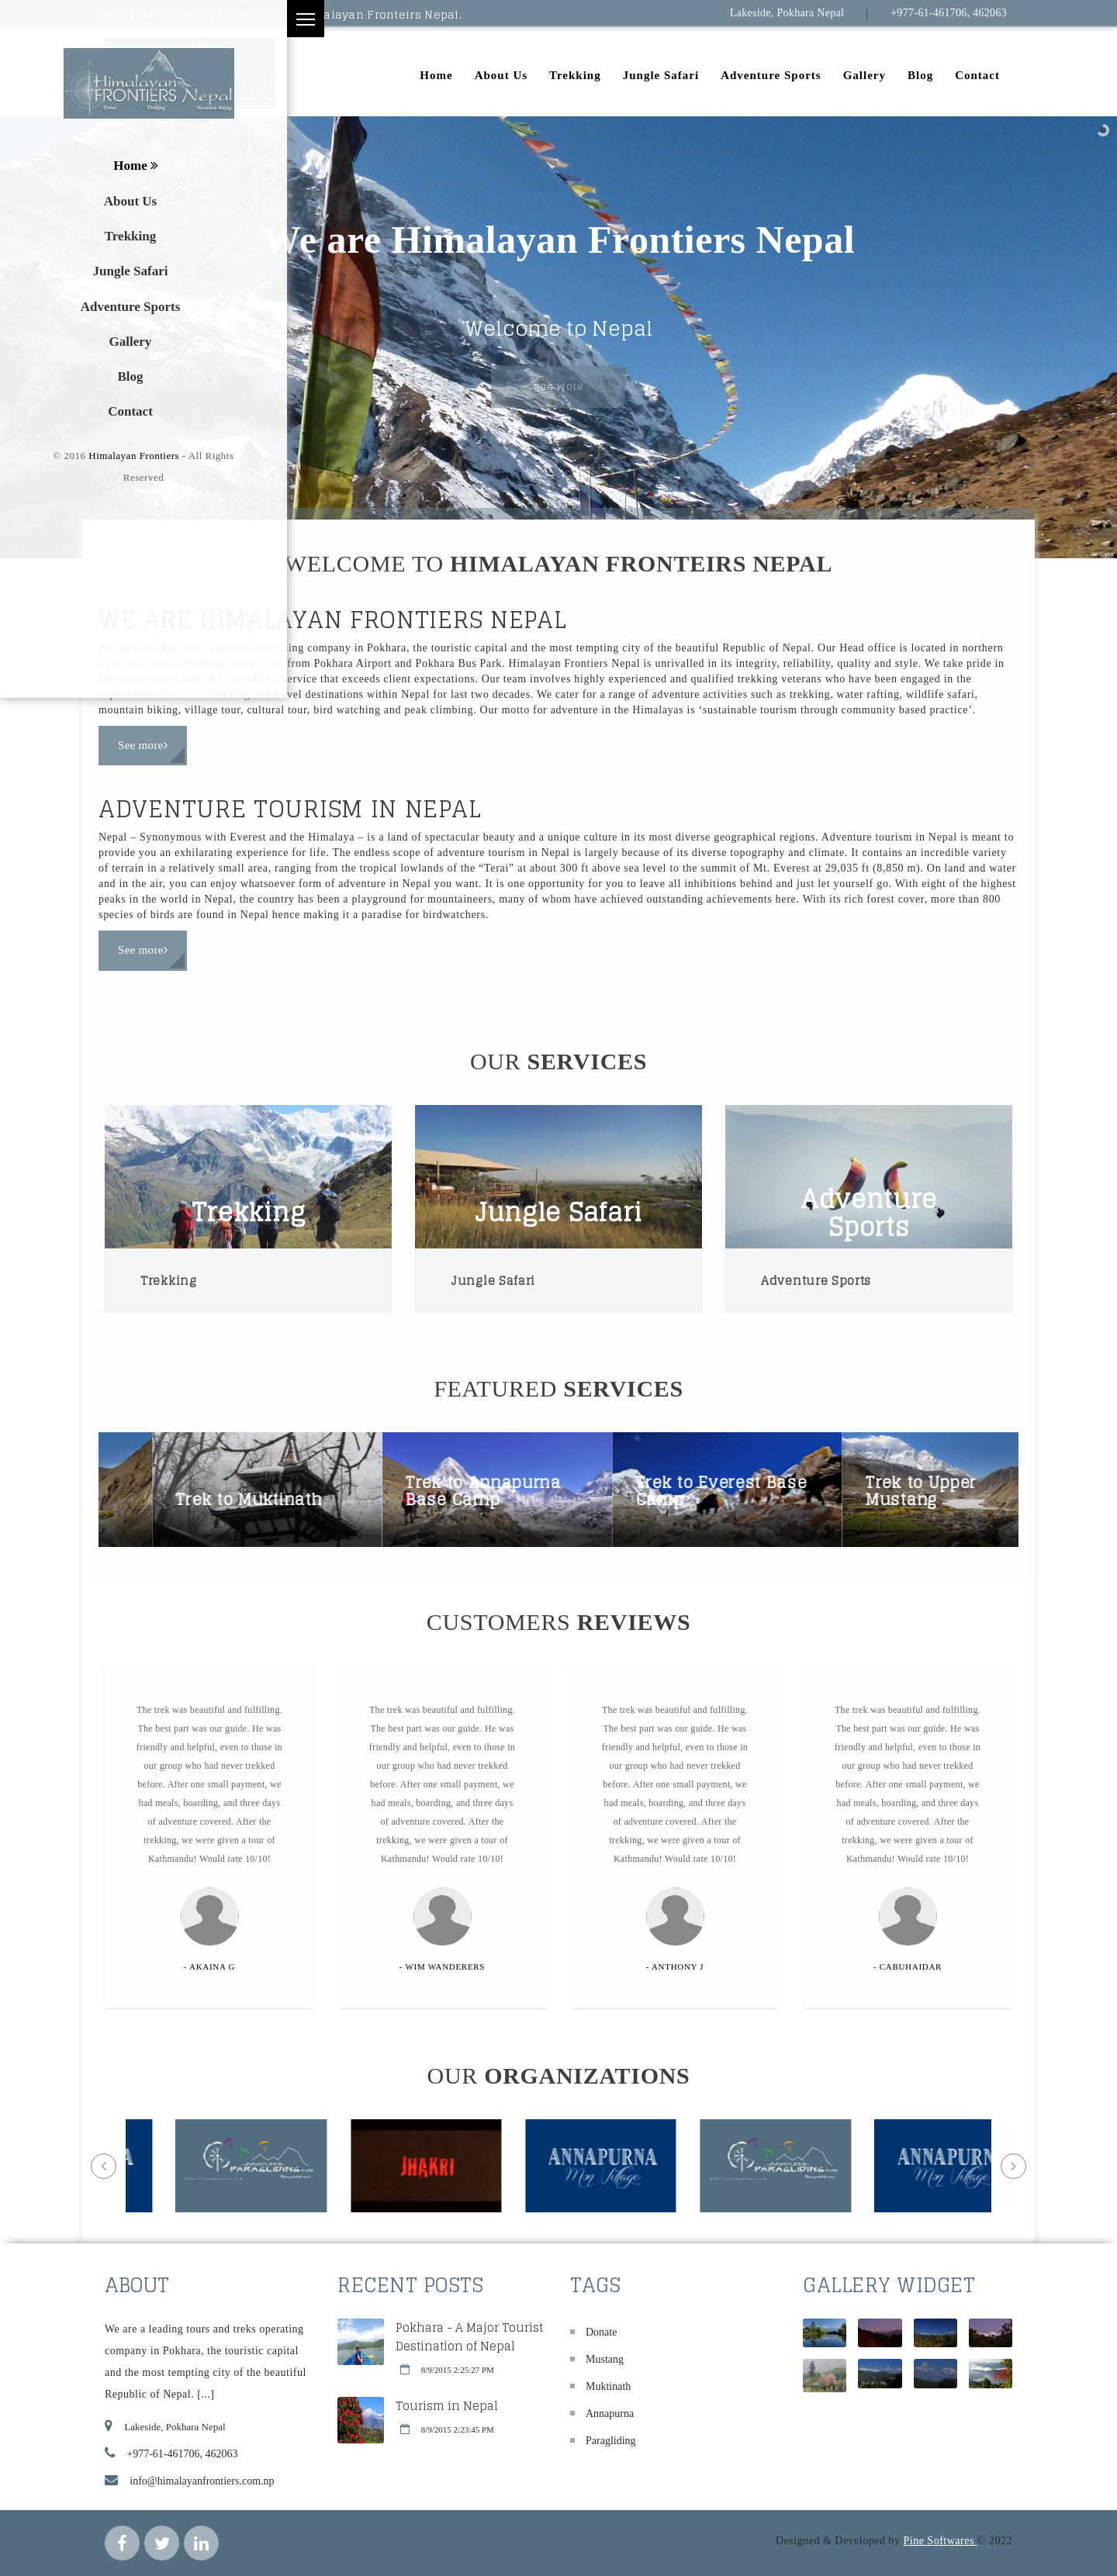 Lakeside, Pokhara Nepal
+977-61-461706, 462063
Himalayan
FRONTIERS Nepal
Travel Trekking Mountain Biking
Home
About Us
Trekking
Jungle Safari
Adventure Sports
Gallery
Blog
Contact
Home »
About Us
Trekking
Jungle Safari
Adventure Sports
Gallery
Blog
Contact
© 2016 Himalayan Frontiers - All Rights
Reserved
We are Himalayan Frontiers Nepal
Welcome to Nepal
WELCOME TO HIMALAYAN FRONTEIRS NEPAL
WE ARE HIMALAYAN FRONTIERS NEPAL
We are a leading tours and treks operating company in Pokhara, the touristic capital and the most tempting city of the beautiful Republic of Nepal. Our Head office is located in northern
Lakeside, about 10 minute drive away from Pokhara Airport and Pokhara Bus Park. Himalayan Frontiers Nepal is unrivalled in its integrity, reliability, quality and style. We take pride in
being innovative and strive to offer a service that exceeds client expectations. Our team involves highly experienced and qualified trekking veterans who have been engaged in the
exploration of various trekking and travel destinations within Nepal for last two decades. We cater for a range of adventure activities such as trekking, water rafting, wildlife safari,
mountain biking, village tour, cultural tour, bird watching and peak climbing. Our motto for adventure in the Himalayas is ‘sustainable tourism through community based practice’.
See more
ADVENTURE TOURISM IN NEPAL
Nepal – Synonymous with Everest and the Himalaya – is a land of spectacular beauty and a unique culture in its most diverse geographical regions. Adventure tourism in Nepal is meant to
provide you an exhilarating experience for life. The endless scope of adventure tourism in Nepal is largely because of its diverse topography and climate. It contains an incredible variety
of terrain in a relatively small area, ranging from the tropical lowlands of the “Terai” at about 300 ft above sea level to the summit of Mt. Everest at 29,035 ft (8,850 m). On land and water
and in the air, you can enjoy whatsoever form of adventure in Nepal you want. It is one opportunity for you to leave all inhibitions behind and just let yourself go. With eight of the highest
peaks in the world in Nepal, the country has been a playground for mountaineers, many of whom have achieved outstanding achievements here. With its rich forest cover, more than 800
species of birds are found in Nepal hence making it a paradise for birdwatchers.
See more
OUR SERVICES
Trekking
Jungle Safari
Adventure
Sports
Trekking
Jungle Safari
Adventure Sports
FEATURED SERVICES
Trek to Muktinath
Trek to Annapurna
Base Camp
Trek to Everest Base
Camp
Trek to Upper
Mustang
CUSTOMERS REVIEWS
The trek was beautiful and fulfilling.
The best part was our guide. He was
friendly and helpful, even to those in
our group who had never trekked
before. After one small payment, we
had meals, boarding, and three days
of adventure covered. After the
trekking, we were given a tour of
Kathmandu! Would rate 10/10!
- AKAINA G
The trek was beautiful and fulfilling.
The best part was our guide. He was
friendly and helpful, even to those in
our group who had never trekked
before. After one small payment, we
had meals, boarding, and three days
of adventure covered. After the
trekking, we were given a tour of
Kathmandu! Would rate 10/10!
- WIM WANDERERS
The trek was beautiful and fulfilling.
The best part was our guide. He was
friendly and helpful, even to those in
our group who had never trekked
before. After one small payment, we
had meals, boarding, and three days
of adventure covered. After the
trekking, we were given a tour of
Kathmandu! Would rate 10/10!
- ANTHONY J
The trek was beautiful and fulfilling.
The best part was our guide. He was
friendly and helpful, even to those in
our group who had never trekked
before. After one small payment, we
had meals, boarding, and three days
of adventure covered. After the
trekking, we were given a tour of
Kathmandu! Would rate 10/10!
- CABUHAIDAR
OUR ORGANIZATIONS
PARAGLIDING
JHAKRI
ANNAPURNA
Mon Village
PARAGLIDING
ANNAPURN
Mon Village
ABOUT
We are a leading tours and treks operating
company in Pokhara, the touristic capital
and the most tempting city of the beautiful
Republic of Nepal. [...]
Lakeside, Pokhara Nepal
+977-61-461706, 462063
info@himalayanfrontiers.com.np
RECENT POSTS
Pokhara - A Major Tourist
Destination of Nepal
8/9/2015 2:25:27 PM
Tourism in Nepal
8/9/2015 2:23:45 PM
TAGS
Donate
Mustang
Muktinath
Annapurna
Paragliding
GALLERY WIDGET
Designed & Developed by Pine Softwares © 2022